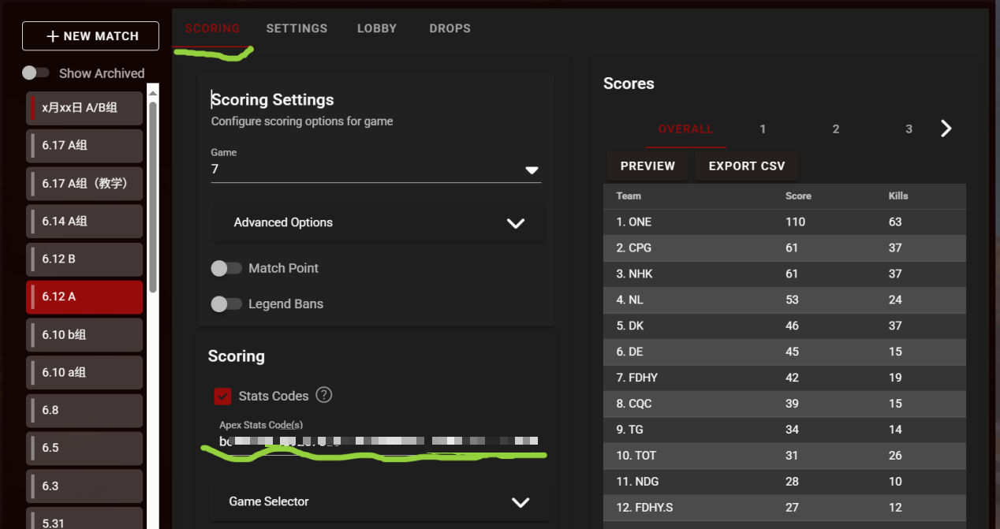 + NEW MATCH
Show Archived
x月xx日 A/B组
6.17 A组
6.17 A组（教学）
6.14 A组
6.12 B
6.12 A
6.10 b组
6.10 a组
6.8
6.5
6.3
5.31
SCORING SETTINGS LOBBY DROPS
Scoring Settings
Configure scoring options for game
Game
7
Advanced Options
Match Point
Legend Bans
Scoring
Stats Codes ?
Apex Stats Code(s)
Game Selector
Scores
OVERALL 1 2 3
PREVIEW EXPORT CSV
Team Score Kills
1. ONE 110 63
2. CPG 61 37
3. NHK 61 37
4. NL 53 24
5. DK 46 37
6. DE 45 15
7. FDHY 42 19
8. CQC 39 15
9. TG 34 14
10. TOT 31 26
11. NDG 28 10
12. FDHY.S 27 12